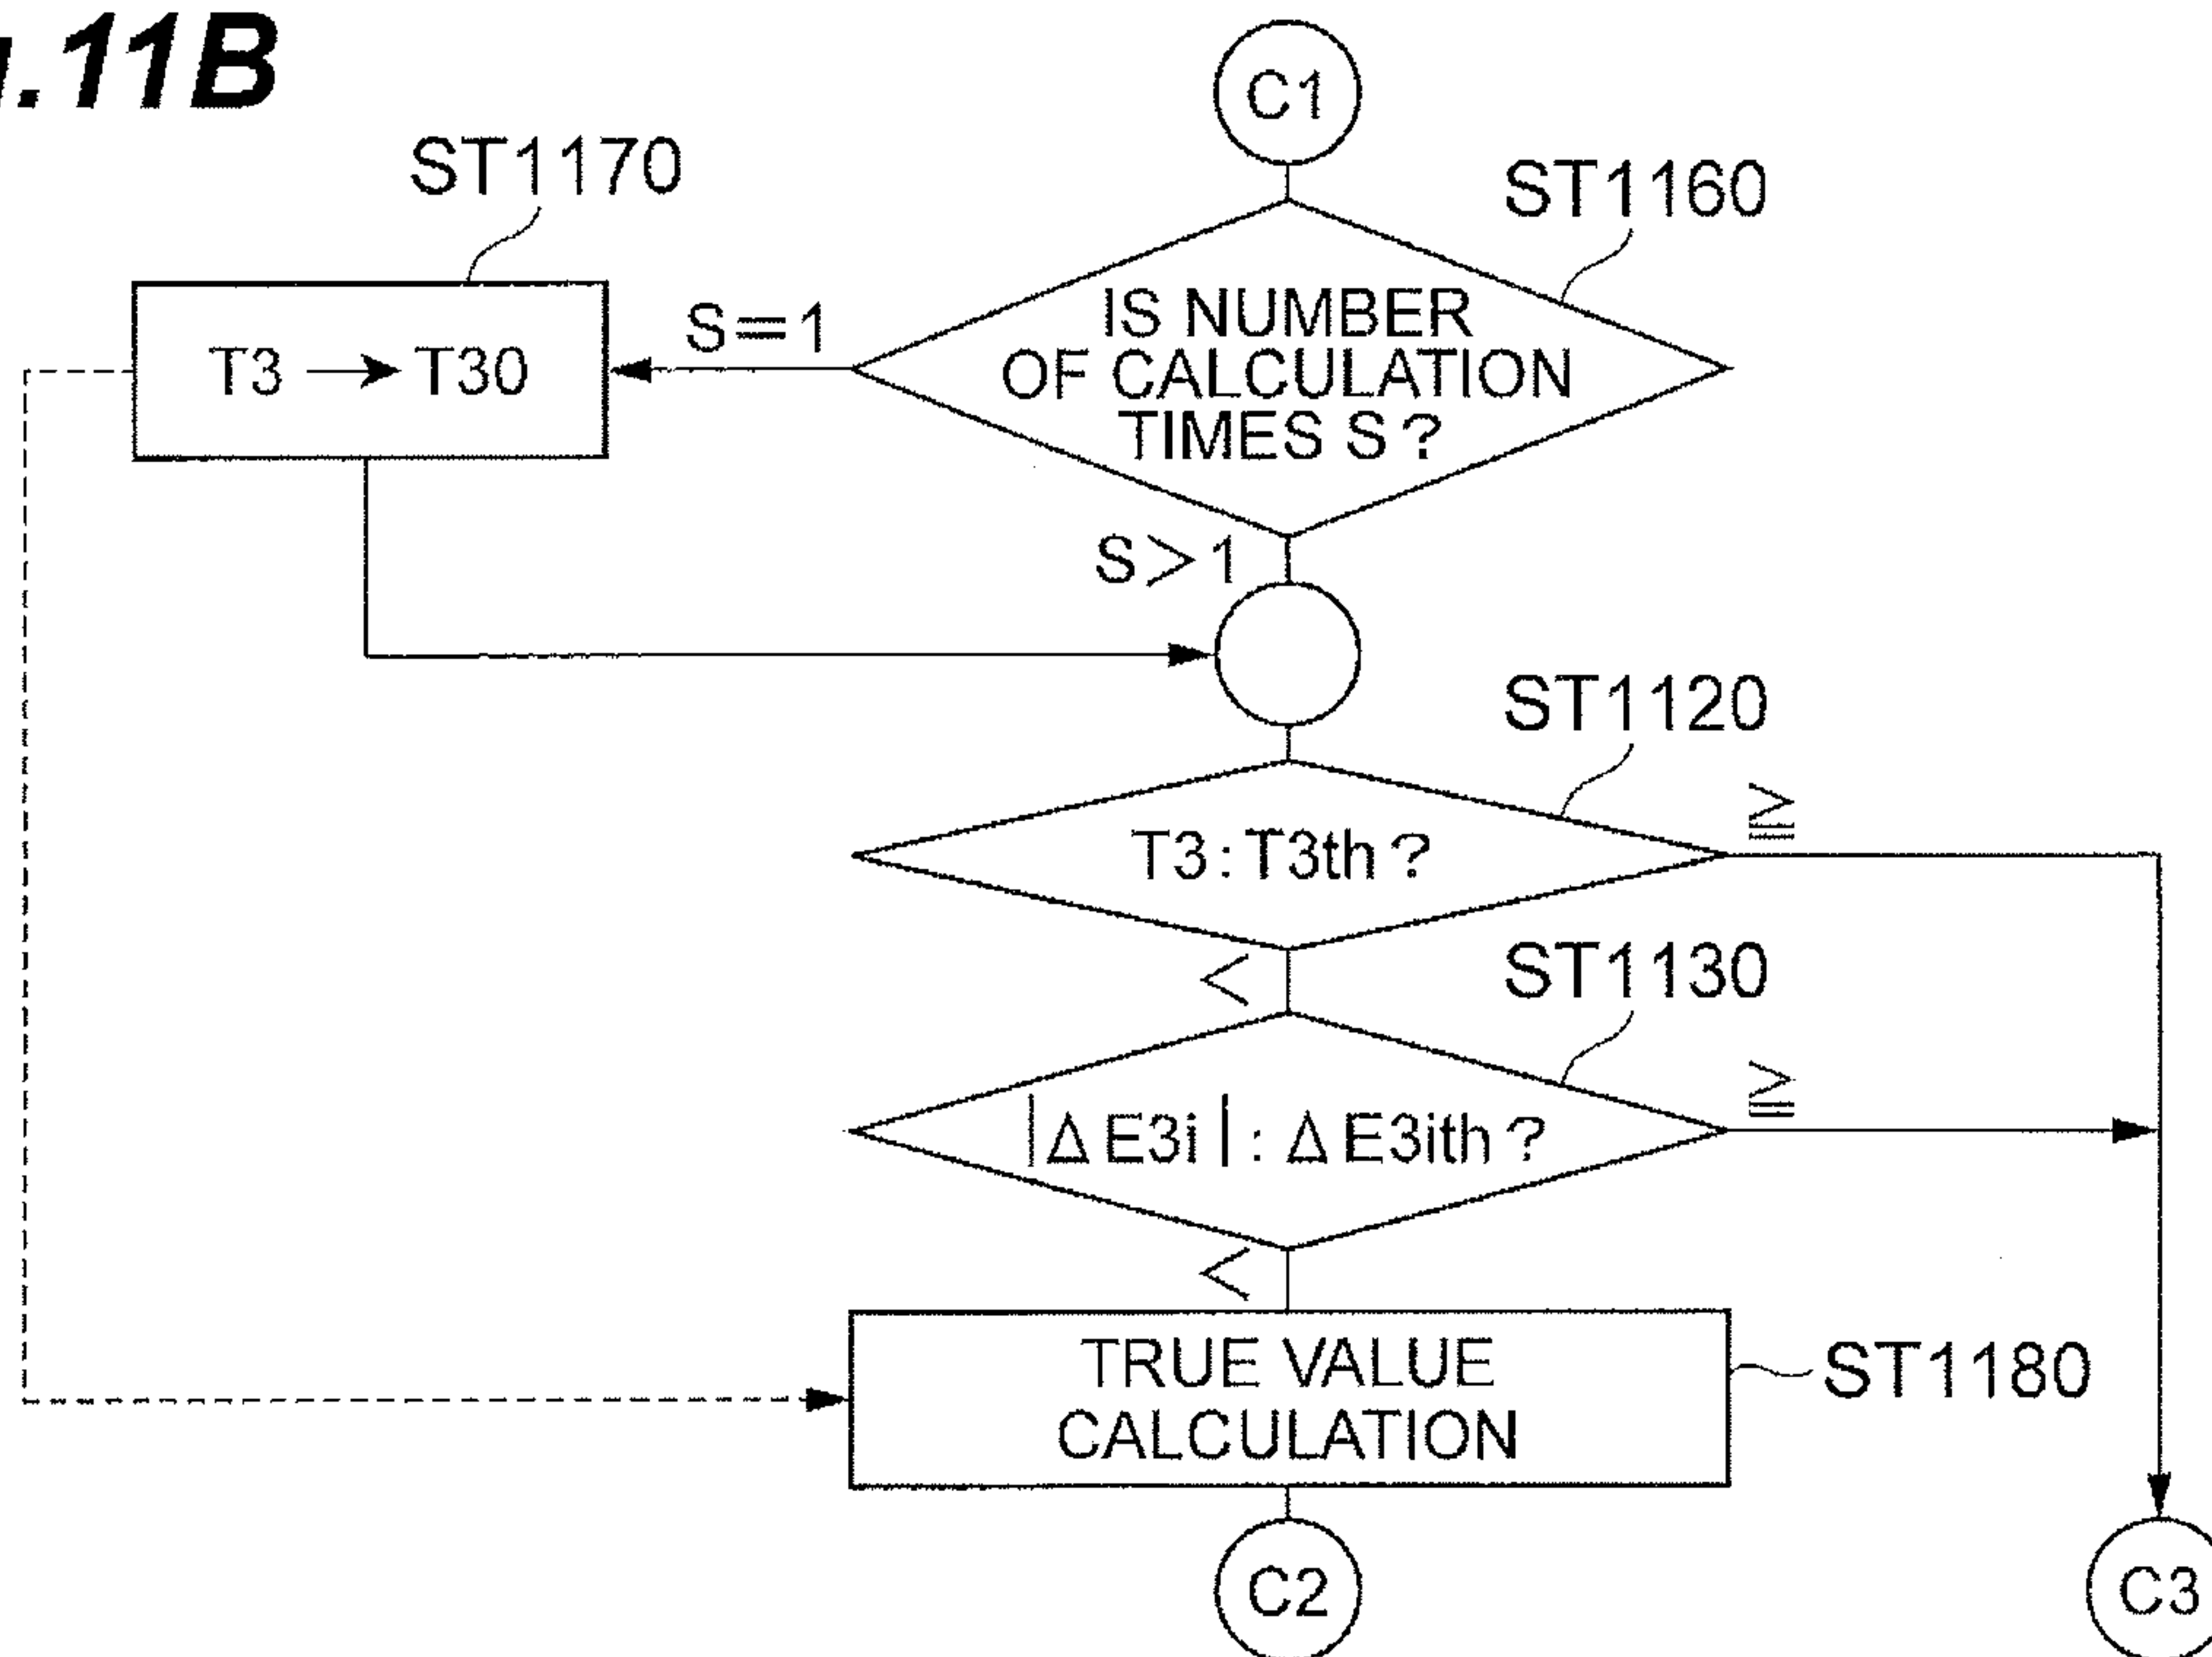 .11B
C1
ST1170
ST1160
IS NUMBER
OF CALCULATION
TIMES S?
S=1
T3 → T30
S>1
ST1120
T3:T3th?
≧
<
ST1130
|ΔE3i|:ΔE3ith?
≧
<
TRUE VALUE
CALCULATION
ST1180
C2
C3